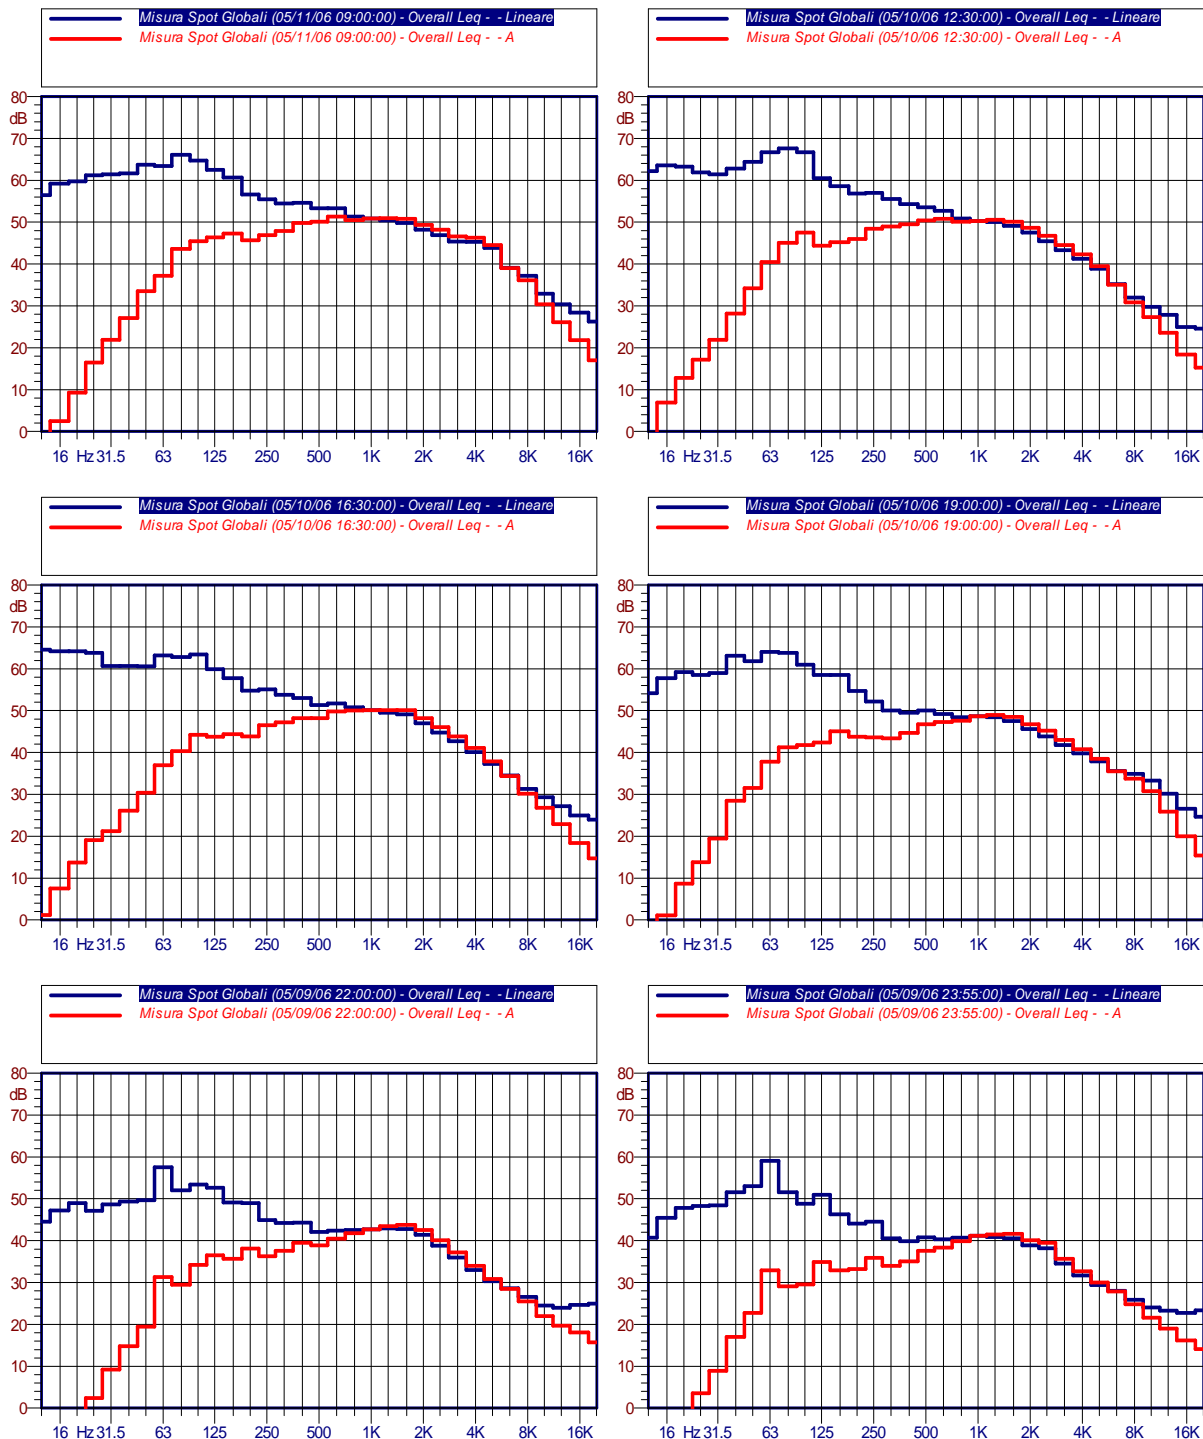 Misura Spot Globali (05/11/06 09:00:00) - Overall Leq - - Lineare
Misura Spot Globali (05/11/06 09:00:00) - Overall Leq - - A
80
dB
70
60
50
40
30
20
10
0
16 Hz 31.5 63 125 250 500 1K 2K 4K 8K 16K
Misura Spot Globali (05/10/06 12:30:00) - Overall Leq - - Lineare
Misura Spot Globali (05/10/06 12:30:00) - Overall Leq - - A
80
dB
70
60
50
40
30
20
10
0
16 Hz 31.5 63 125 250 500 1K 2K 4K 8K 16K
Misura Spot Globali (05/10/06 16:30:00) - Overall Leq - - Lineare
Misura Spot Globali (05/10/06 16:30:00) - Overall Leq - - A
80
dB
70
60
50
40
30
20
10
0
16 Hz 31.5 63 125 250 500 1K 2K 4K 8K 16K
Misura Spot Globali (05/10/06 19:00:00) - Overall Leq - - Lineare
Misura Spot Globali (05/10/06 19:00:00) - Overall Leq - - A
80
dB
70
60
50
40
30
20
10
0
16 Hz 31.5 63 125 250 500 1K 2K 4K 8K 16K
Misura Spot Globali (05/09/06 22:00:00) - Overall Leq - - Lineare
Misura Spot Globali (05/09/06 22:00:00) - Overall Leq - - A
80
dB
70
60
50
40
30
20
10
0
16 Hz 31.5 63 125 250 500 1K 2K 4K 8K 16K
Misura Spot Globali (05/09/06 23:55:00) - Overall Leq - - Lineare
Misura Spot Globali (05/09/06 23:55:00) - Overall Leq - - A
80
dB
70
60
50
40
30
20
10
0
16 Hz 31.5 63 125 250 500 1K 2K 4K 8K 16K